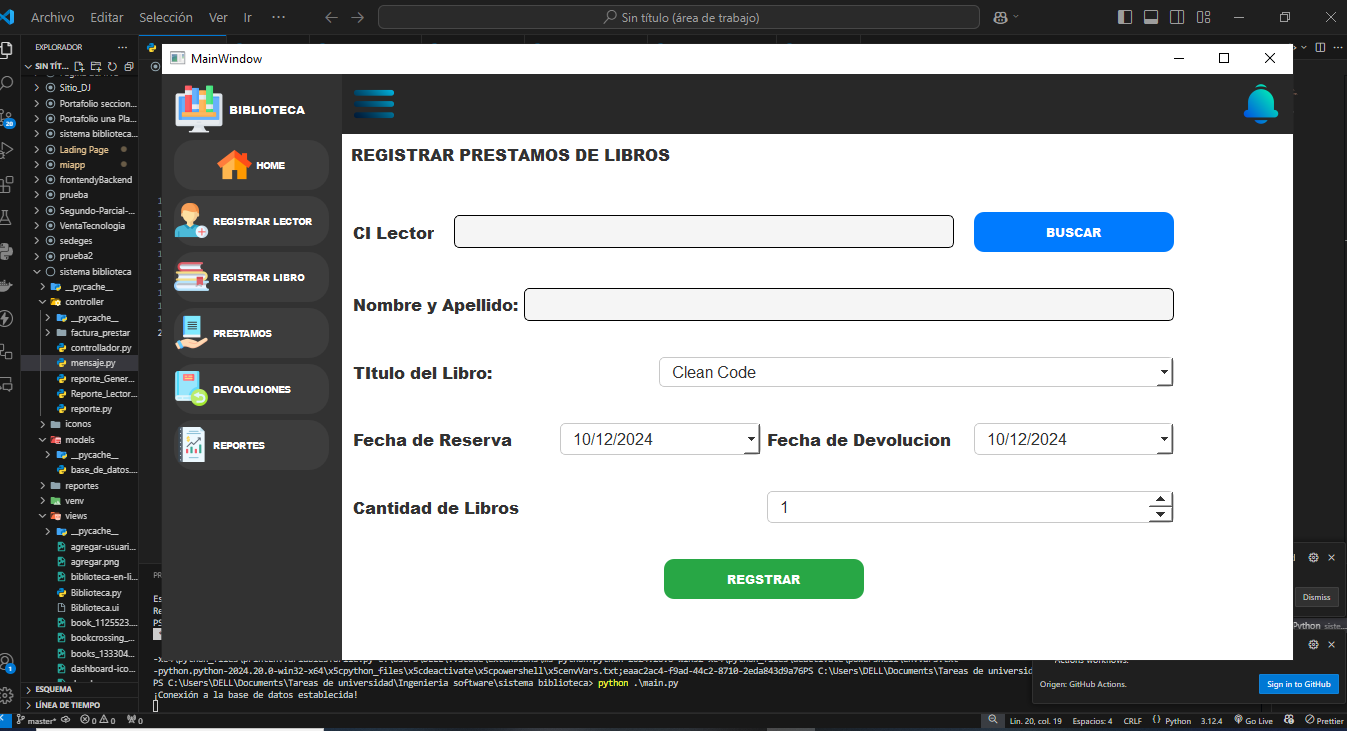 Archivo Editar Selección Ver Ir ··· Sin título (área de trabajo)
EXPLORADOR ···
SIN TÍT...
MainWindow
Sitio_DJ
Portafolio seccion...
Portafolio una Pla...
sistema biblioteca...
Lading Page
miapp
frontendyBackend
prueba
Segundo-Parcial-...
VentaTecnologia
sedeges
prueba2
sistema biblioteca
__pycache__
controller
__pycache__
factura_prestar
controllador.py
mensaje.py
reporte_Gener...
Reporte_Lector...
reporte.py
iconos
models
__pycache__
base_de_datos....
reportes
venv
views
__pycache__
agregar-usuari...
agregar.png
biblioteca-en-li...
Biblioteca.py
Biblioteca.ui
book_1125523...
bookcrossing_...
books_133304...
dashboard-ico...
ESQUEMA
LÍNEA DE TIEMPO
BIBLIOTECA
HOME
REGISTRAR LECTOR
REGISTRAR LIBRO
PRESTAMOS
DEVOLUCIONES
REPORTES
REGISTRAR PRESTAMOS DE LIBROS
CI Lector
BUSCAR
Nombre y Apellido:
TItulo del Libro: Clean Code
Fecha de Reserva 10/12/2024 Fecha de Devolucion 10/12/2024
Cantidad de Libros 1
REGSTRAR
Dismiss
Python siste...
-python.python-2024.20.0-win32-x64\x5cpython_files\x5cdeactivate\x5cpowershell\x5cenvVars.txt;eaac2ac4-f9ad-44c2-8710-2eda843d9a76PS C:\Users\DELL\Documents\Tareas de universid
PS C:\Users\DELL\Documents\Tareas de universidad\Ingenieria software\sistema biblioteca> python .\main.py
¡Conexión a la base de datos establecida!
Origen: GitHub Actions. Sign in to GitHub
master* 0 0 0 Lín. 20, col. 19 Espacios: 4 CRLF Python 3.12.4 Go Live Prettier